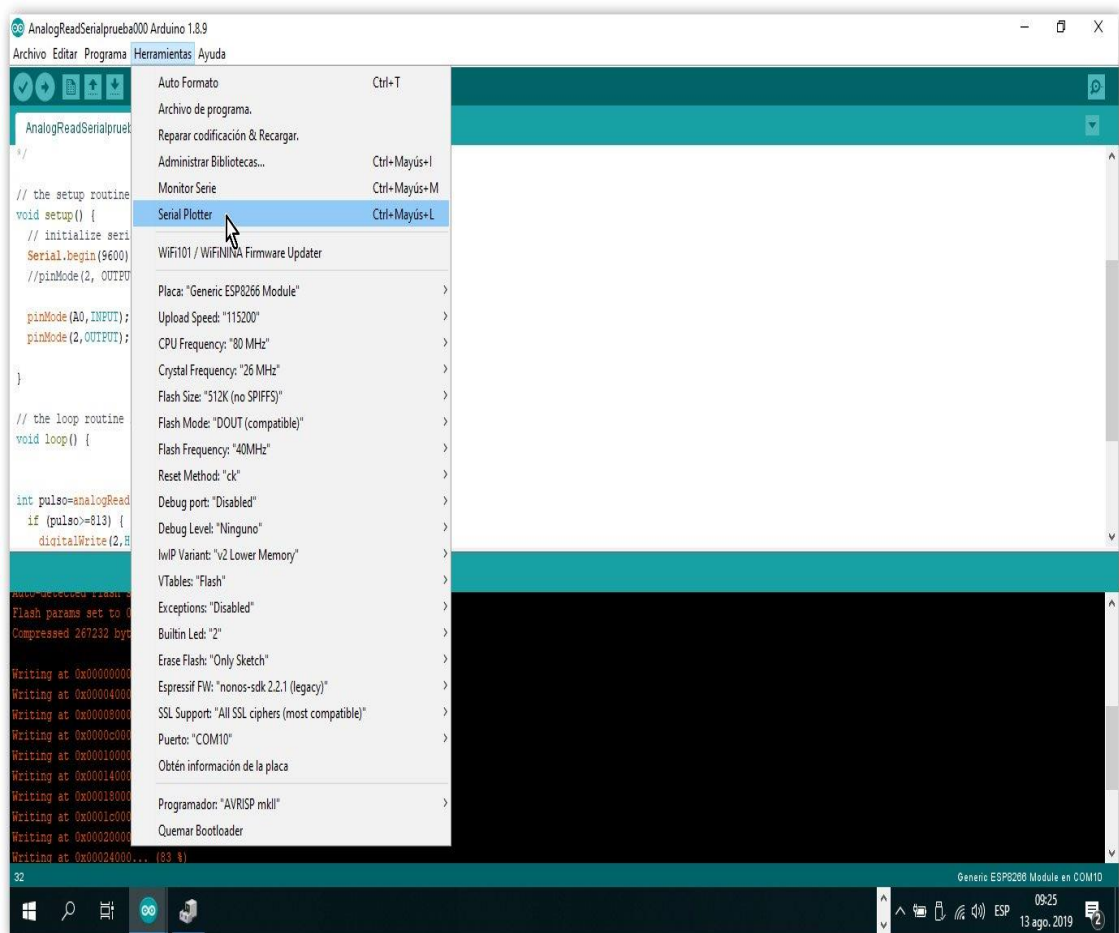 AnalogReadSerialprueba000 Arduino 1.8.9
Archivo Editar Programa Herramientas Ayuda
AnalogReadSerialprueb
*/
// the setup routine
void setup() {
// initialize seri
Serial.begin(9600)
//pinMode(2, OUTPU
pinMode(A0,INPUT);
pinMode(2,OUTPUT);
}
// the loop routine
void loop() {
int pulso=analogRead
if (pulso>=813) {
digitalWrite(2,H
Auto Formato Ctrl+T
Archivo de programa.
Reparar codificación & Recargar.
Administrar Bibliotecas... Ctrl+Mayús+I
Monitor Serie Ctrl+Mayús+M
Serial Plotter Ctrl+Mayús+L
WiFi101 / WiFiNINA Firmware Updater
Placa: "Generic ESP8266 Module"
Upload Speed: "115200"
CPU Frequency: "80 MHz"
Crystal Frequency: "26 MHz"
Flash Size: "512K (no SPIFFS)"
Flash Mode: "DOUT (compatible)"
Flash Frequency: "40MHz"
Reset Method: "ck"
Debug port: "Disabled"
Debug Level: "Ninguno"
lwIP Variant: "v2 Lower Memory"
VTables: "Flash"
Exceptions: "Disabled"
Builtin Led: "2"
Erase Flash: "Only Sketch"
Espressif FW: "nonos-sdk 2.2.1 (legacy)"
SSL Support: "All SSL ciphers (most compatible)"
Puerto: "COM10"
Obtén información de la placa
Programador: "AVRISP mkII"
Quemar Bootloader
Auto-detected Flash s
Flash params set to 0
Compressed 267232 byt
Writing at 0x00000000
Writing at 0x00004000
Writing at 0x00008000
Writing at 0x0000c000
Writing at 0x00010000
Writing at 0x00014000
Writing at 0x00018000
Writing at 0x0001c000
Writing at 0x00020000
Writing at 0x00024000... (83 %)
32 Generic ESP8266 Module en COM10
ESP
09:25
13 ago. 2019
2